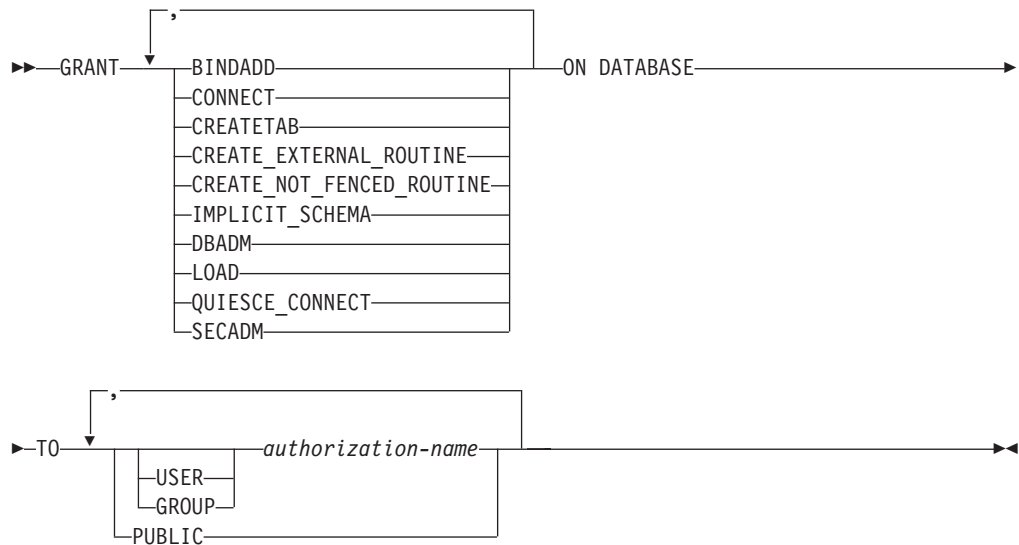 ,
GRANT BINDADD ON DATABASE
CONNECT
CREATETAB
CREATE_EXTERNAL_ROUTINE
CREATE_NOT_FENCED_ROUTINE
IMPLICIT_SCHEMA
DBADM
LOAD
QUIESCE_CONNECT
SECADM
,
TO authorization-name
USER
GROUP
PUBLIC